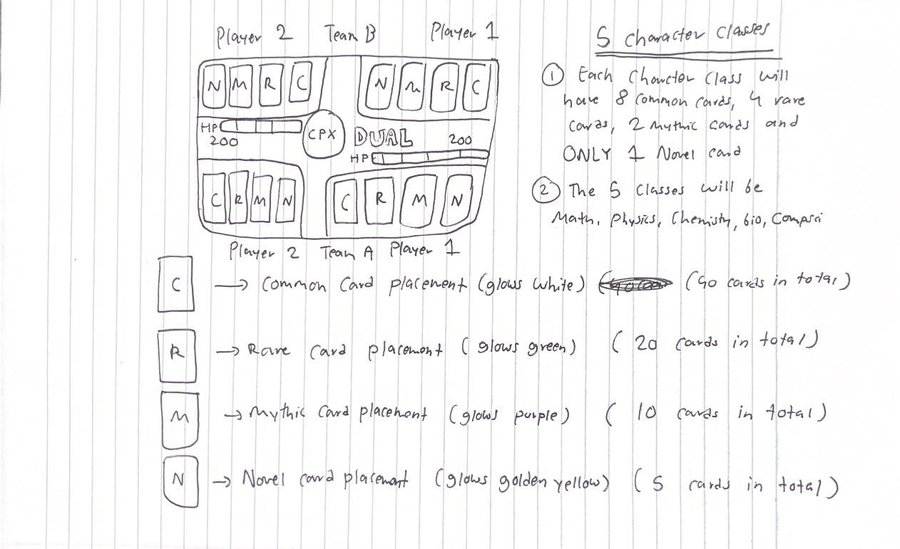 Player 2 Team B Player 1
N M R C N M R C
HP 200
CPX
DUAL 200
HP
C R M N C R M N
Player 2 Team A Player 1
5 character classes
① Each Character Class will
have 8 common cards, 4 rare
cards, 2 mythic cards and
ONLY 1 Novel card
② The 5 classes will be
Math, Physics, Chemisty, bio, Compsci
C → Common Card placement (glows white) (40 cards in total)
R → Rare card placement (glows green) (20 cards in total)
M → Mythic card placement (glows purple) (10 cards in total)
N → Novel card placement (glows golden yellow) (5 cards in total)